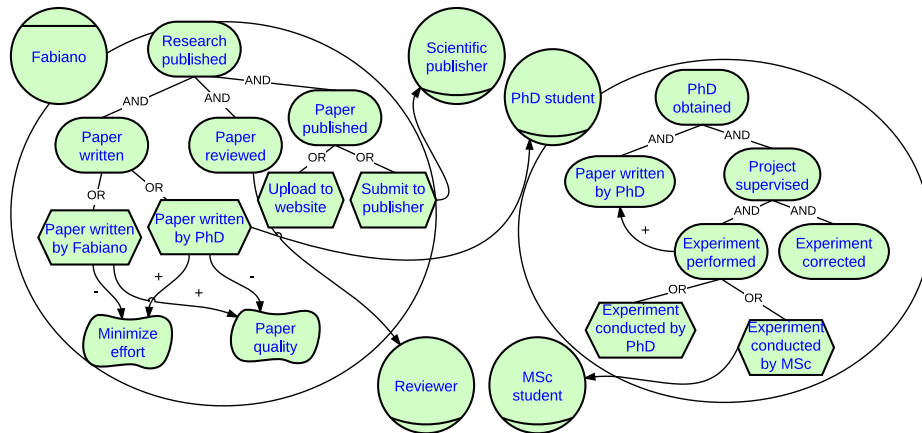 Fabiano
Research
published
Scientific
publisher
PhD student
PhD
obtained
AND
AND
AND
Paper
published
AND
AND
Paper
written
Paper
reviewed
OR
OR
Paper written
by PhD
Project
supervised
OR
OR
Upload to
website
Submit to
publisher
AND
AND
Paper written
by Fabiano
Paper written
by PhD
+
Experiment
performed
Experiment
corrected
-
+
+
-
OR
OR
Minimize
effort
Paper
quality
Experiment
conducted by
PhD
Experiment
conducted
by MSc
Reviewer
MSc
student